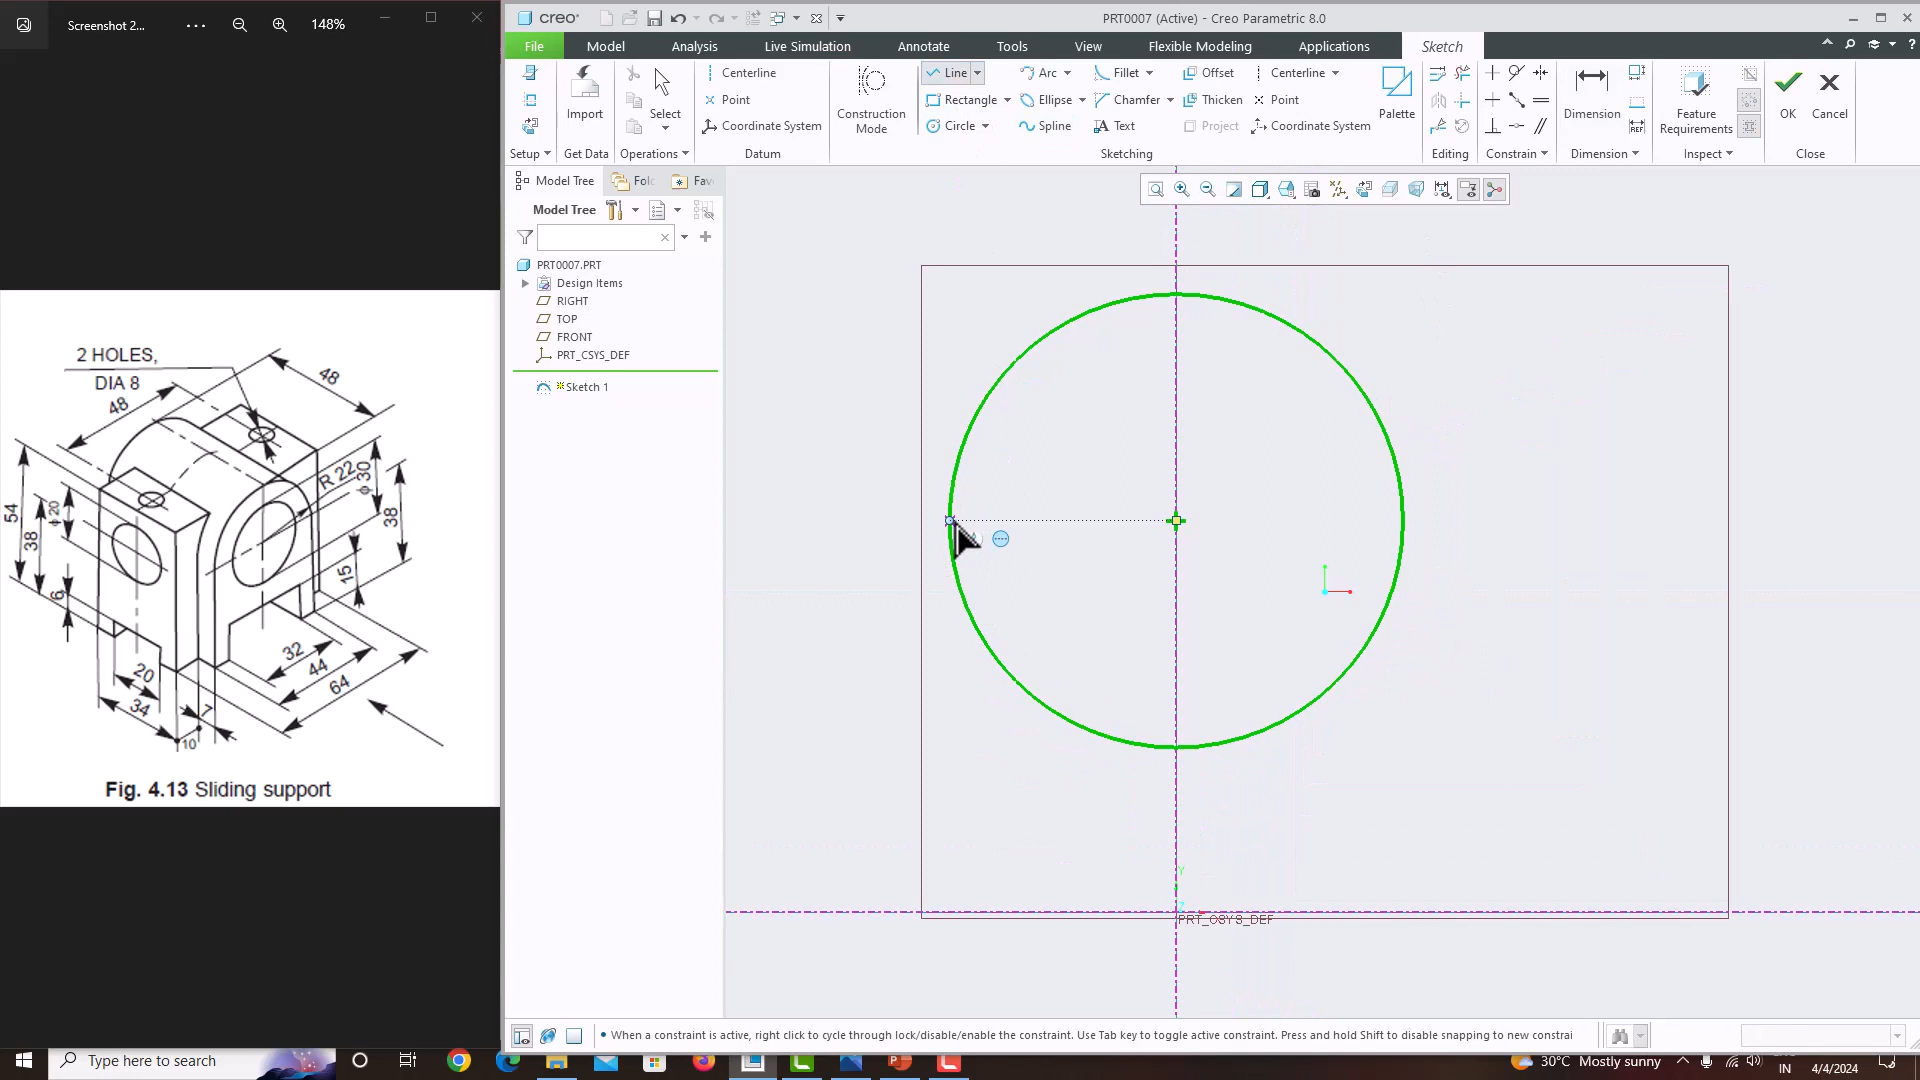 Screenshot 2...
148%
creo
PRT0007 (Active) - Creo Parametric 8.0
File
Model
Analysis
Live Simulation
Annotate
Tools
View
Flexible Modeling
Applications
Sketch
Setup
Import
Get Data
Select
Operations
Centerline
Point
Coordinate System
Datum
Construction
Mode
Line
Arc
Fillet
Offset
Centerline
Rectangle
Ellipse
Chamfer
Thicken
Point
Circle
Spline
Text
Project
Coordinate System
Palette
Sketching
Editing
Constrain
Dimension
Dimension
Feature
Requirements
Inspect
OK
Cancel
Close
Model Tree
Fol
Fav
Model Tree
PRT0007.PRT
Design Items
RIGHT
TOP
FRONT
PRT_CSYS_DEF
Sketch 1
2 HOLES,
DIA 8
48
48
R 22
ϕ 30
38
54
38
ϕ 20
15
6
32
44
64
20
34
7
10
Fig. 4.13 Sliding support
Y
Z
PRT_CSYS_DEF
• When a constraint is active, right click to cycle through lock/disable/enable the constraint. Use Tab key to toggle active constraint. Press and hold Shift to disable snapping to new constrai
Type here to search
30°C Mostly sunny
IN
4/4/2024